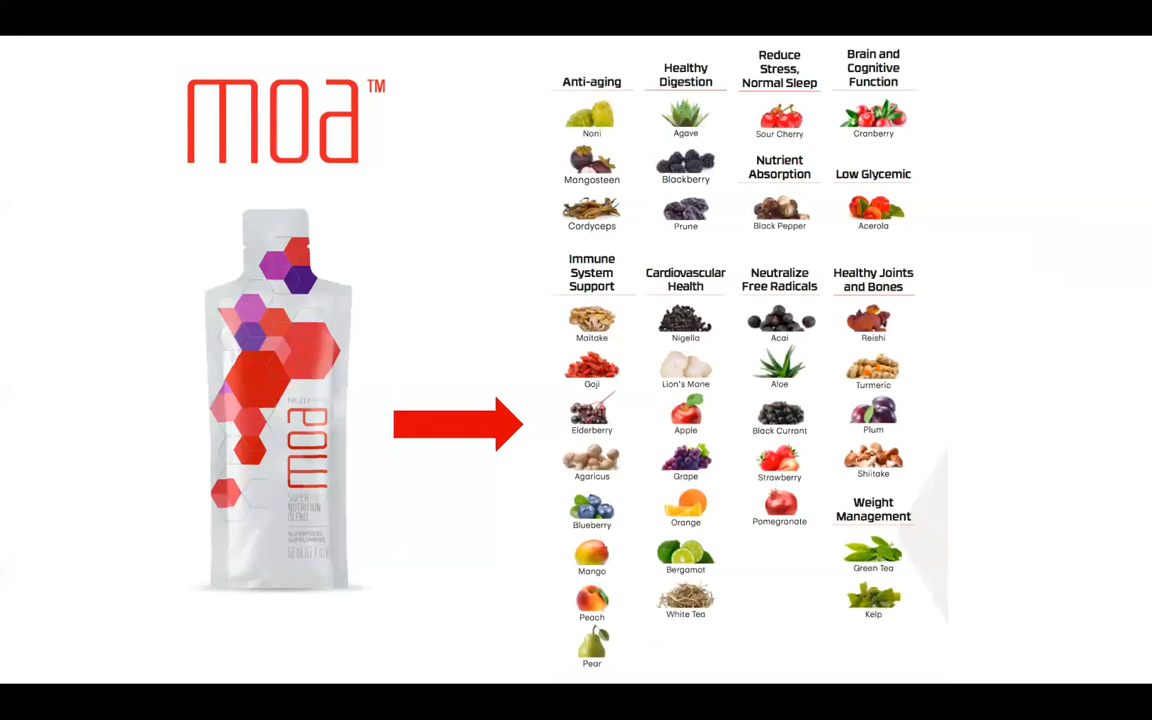 moa™
Anti-aging
Noni
Mangosteen
Cordyceps
Healthy
Digestion
Agave
Blackberry
Prune
Reduce
Stress,
Normal Sleep
Sour Cherry
Nutrient
Absorption
Black Pepper
Brain and
Cognitive
Function
Cranberry
Low Glycemic
Acerola
Immune
System
Support
Maitake
Goji
Elderberry
Agaricus
Blueberry
Mango
Peach
Pear
Cardiovascular
Health
Nigella
Lion's Mane
Apple
Grape
Orange
Bergamot
White Tea
Neutralize
Free Radicals
Acai
Aloe
Black Currant
Strawberry
Pomegranate
Healthy Joints
and Bones
Reishi
Turmeric
Plum
Shiitake
Weight
Management
Green Tea
Kelp
moa
SUPER
NUTRITION
BLEND
SUPERFOOD
SUPPLEMENT